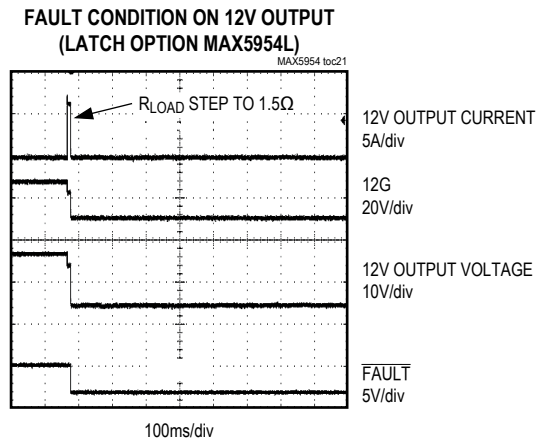 FAULT CONDITION ON 12V OUTPUT
(LATCH OPTION MAX5954L)
MAX5954 toc21
RLOAD STEP TO 1.5Ω
12V OUTPUT CURRENT
5A/div
12G
20V/div
12V OUTPUT VOLTAGE
10V/div
FAULT
5V/div
100ms/div